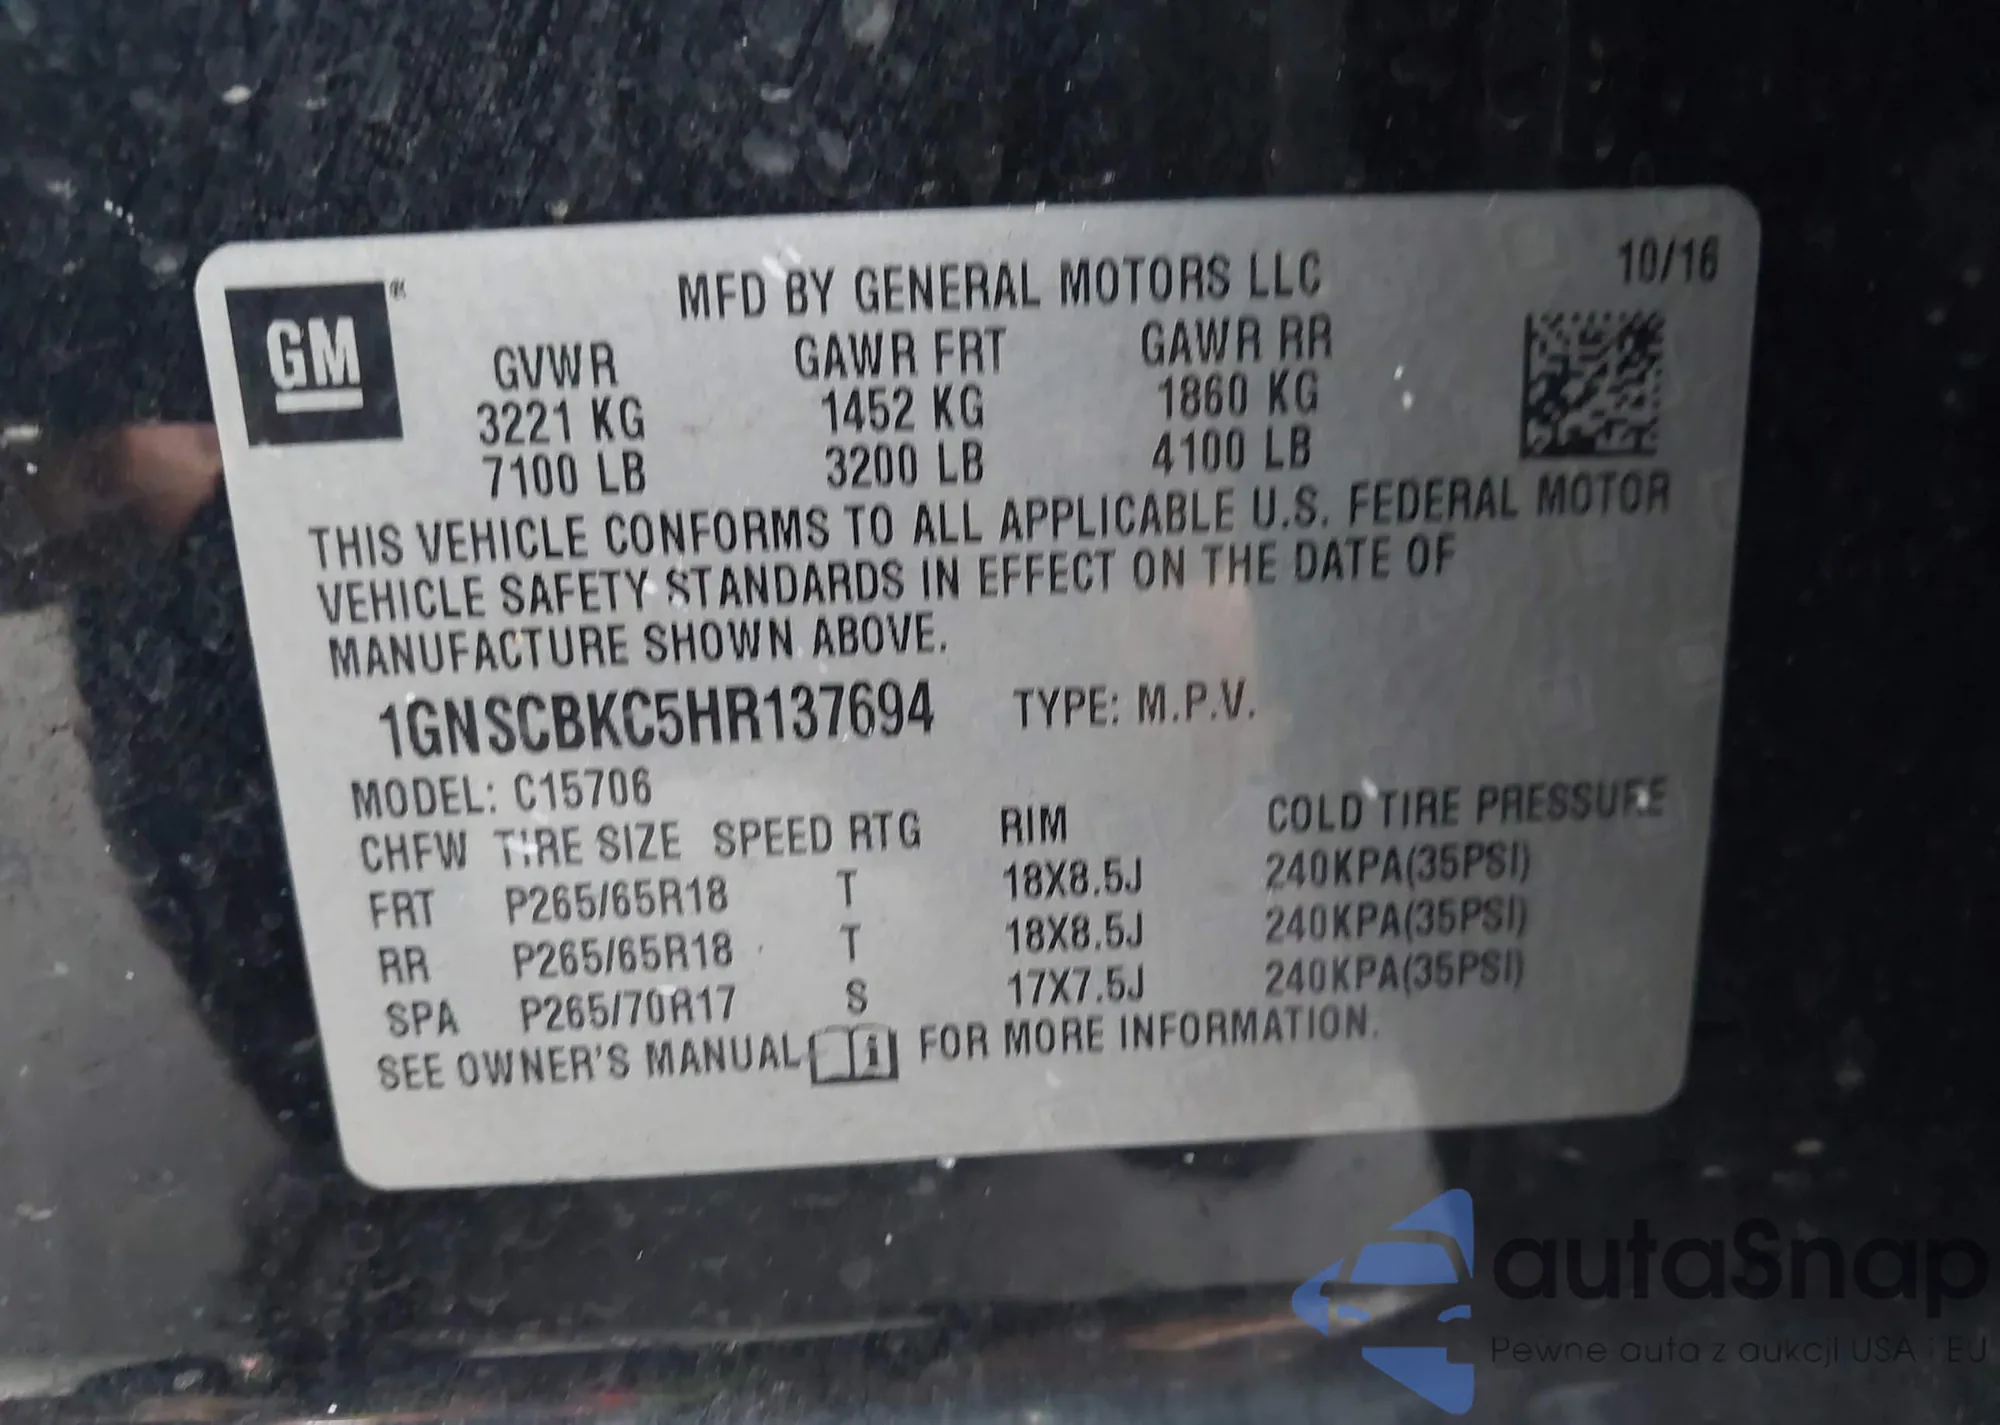 GM
MFD BY GENERAL MOTORS LLC 10/16
GVWR GAWR FRT GAWR RR
3221 KG 1452 KG 1860 KG
7100 LB 3200 LB 4100 LB
THIS VEHICLE CONFORMS TO ALL APPLICABLE U.S. FEDERAL MOTOR
VEHICLE SAFETY STANDARDS IN EFFECT ON THE DATE OF
MANUFACTURE SHOWN ABOVE.
1GNSCBKC5HR137694 TYPE: M.P.V.
MODEL: C15706
CHFW TIRE SIZE SPEED RTG RIM COLD TIRE PRESSURE
FRT P265/65R18 T 18X8.5J 240KPA(35PSI)
RR P265/65R18 T 18X8.5J 240KPA(35PSI)
SPA P265/70R17 S 17X7.5J 240KPA(35PSI)
SEE OWNER'S MANUAL i FOR MORE INFORMATION.
autaSnap
Pewne auta z aukcji USA i EU